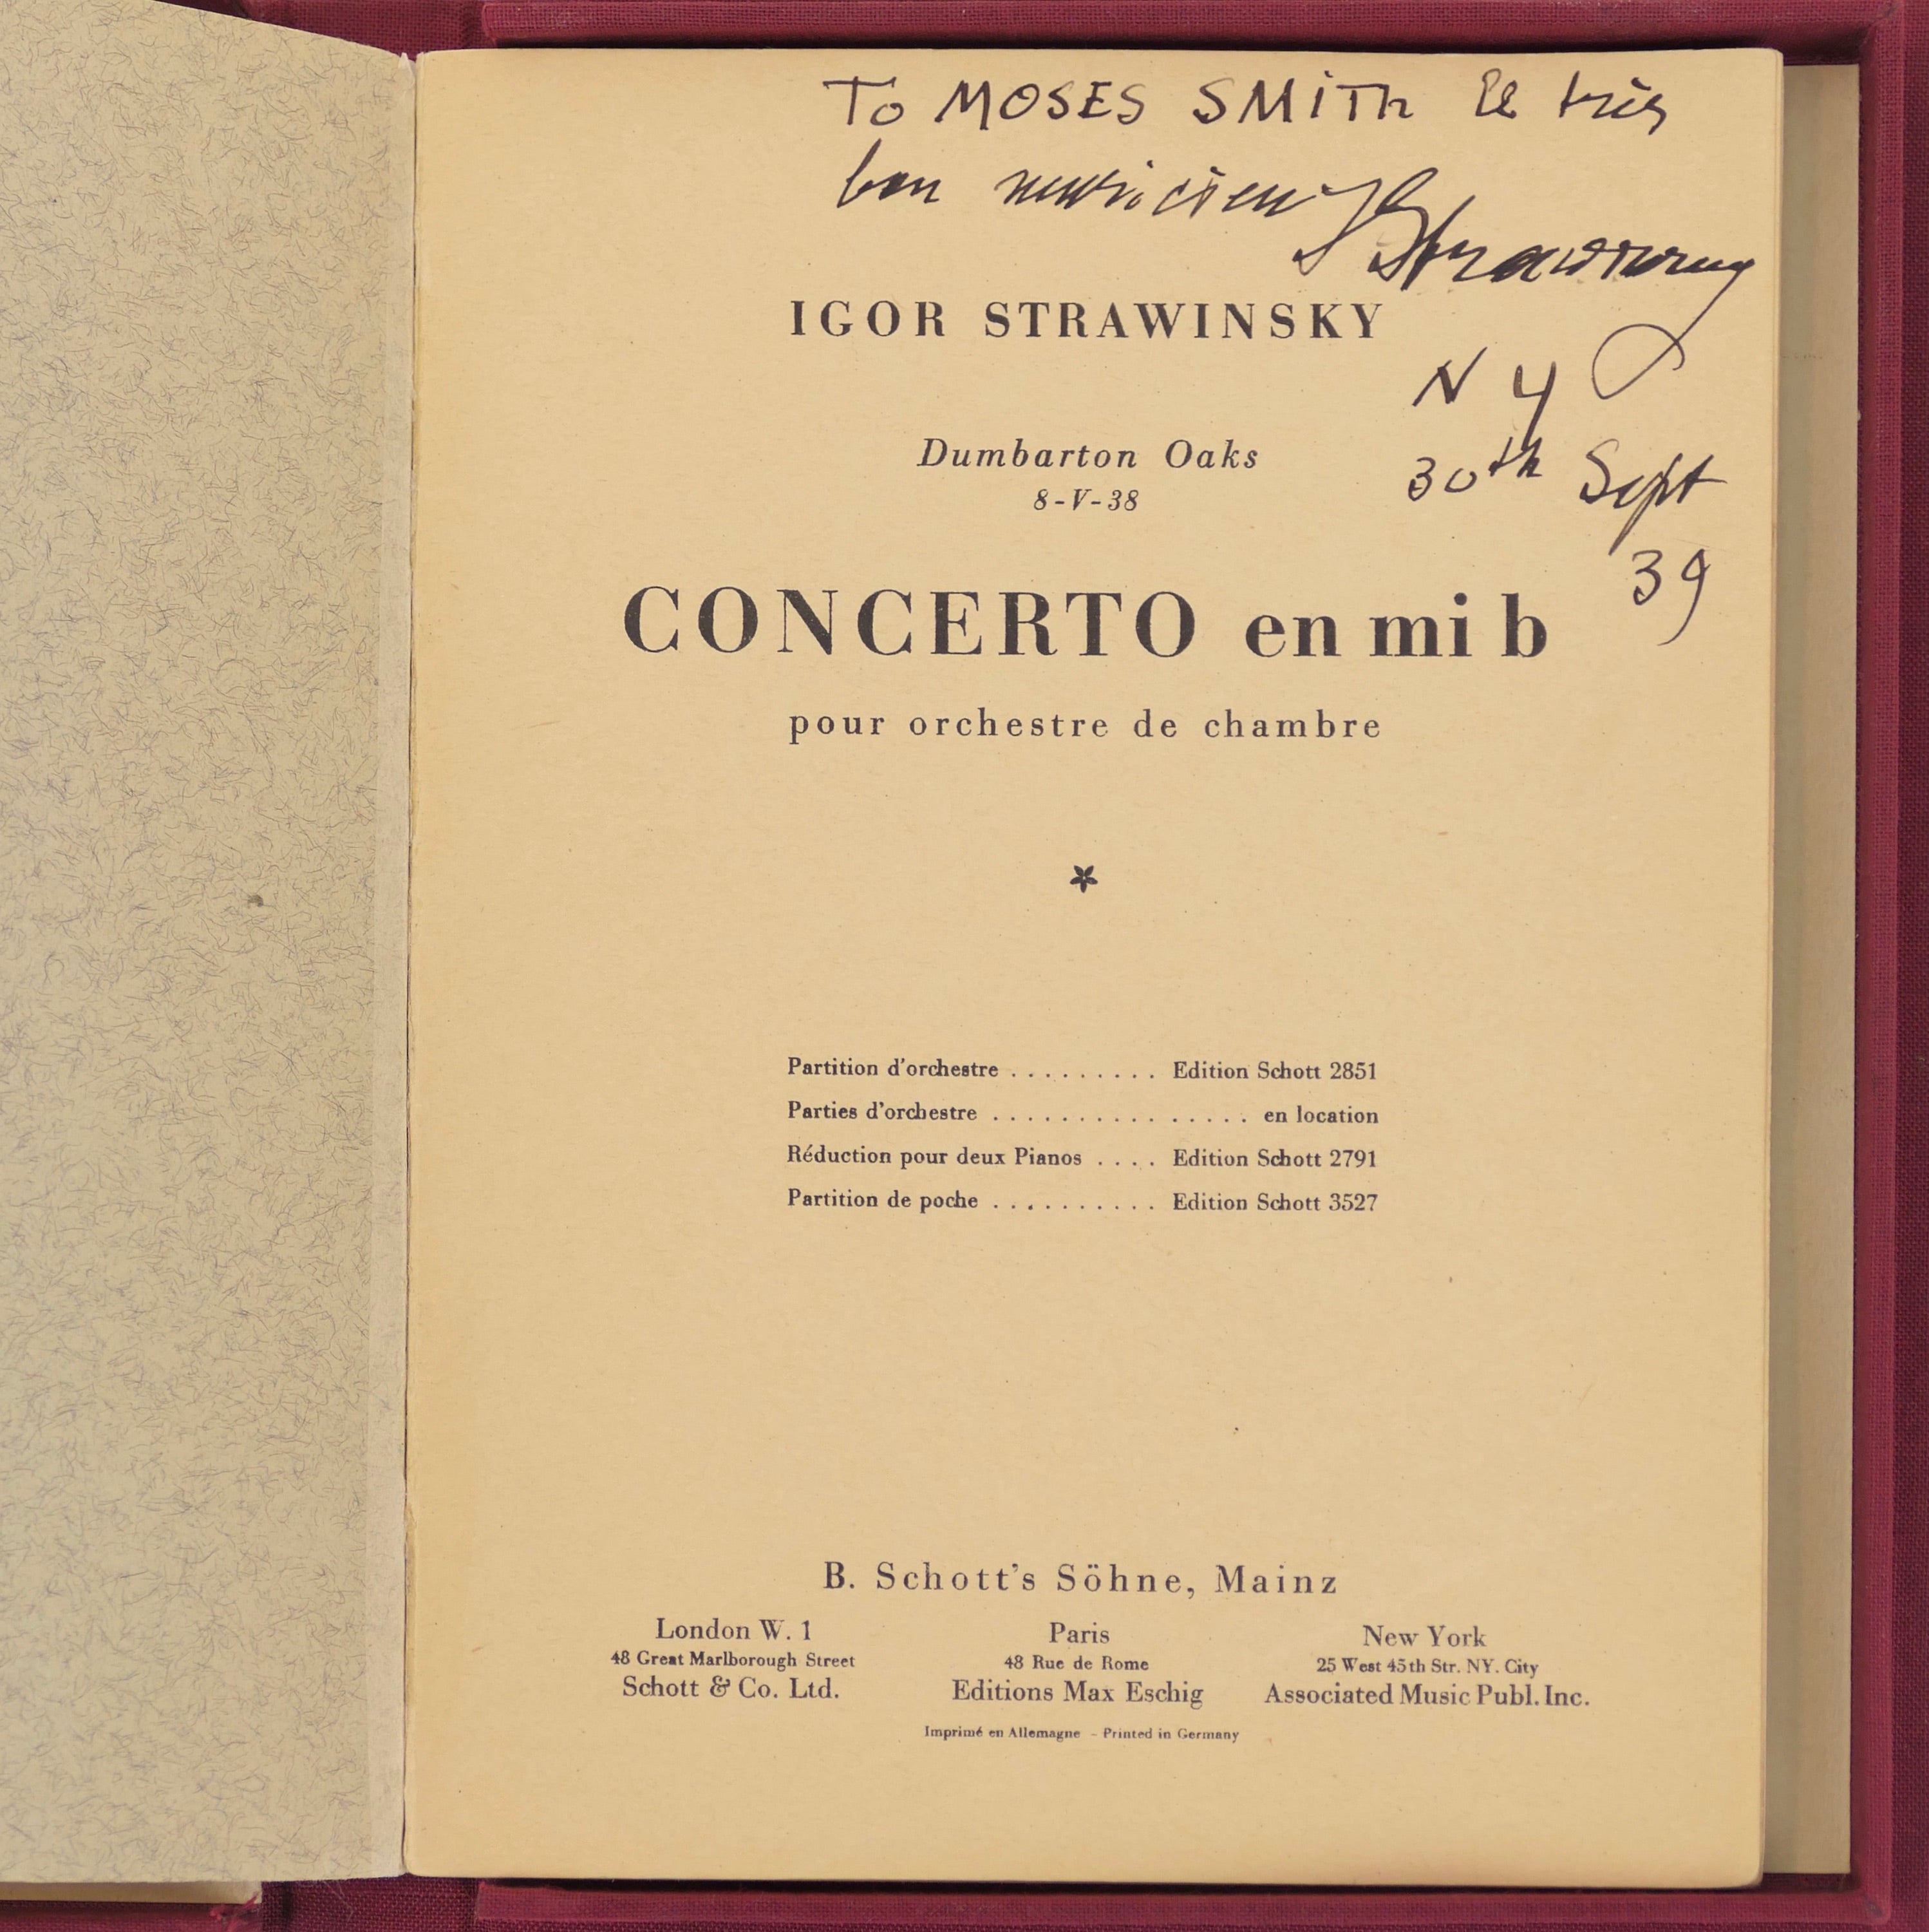 To MOSES SMiTh le très
bon musicien IStrawinsky
IGOR STRAWINSKY
N Y
Dumbarton Oaks
30th Sept
8-V-38
39
CONCERTO en mi b
pour orchestre de chambre
*
Partition d'orchestre . . . . . . . . . Edition Schott 2851
Parties d'orchestre . . . . . . . . . . . . . . . en location
Réduction pour deux Pianos . . . . Edition Schott 2791
Partition de poche . . . . . . . . . . Edition Schott 3527
B. Schott's Söhne, Mainz
London W. 1
48 Great Marlborough Street
Schott & Co. Ltd.
Paris
48 Rue de Rome
Editions Max Eschig
New York
25 West 45th Str. NY. City
Associated Music Publ. Inc.
Imprimé en Allemagne – Printed in Germany